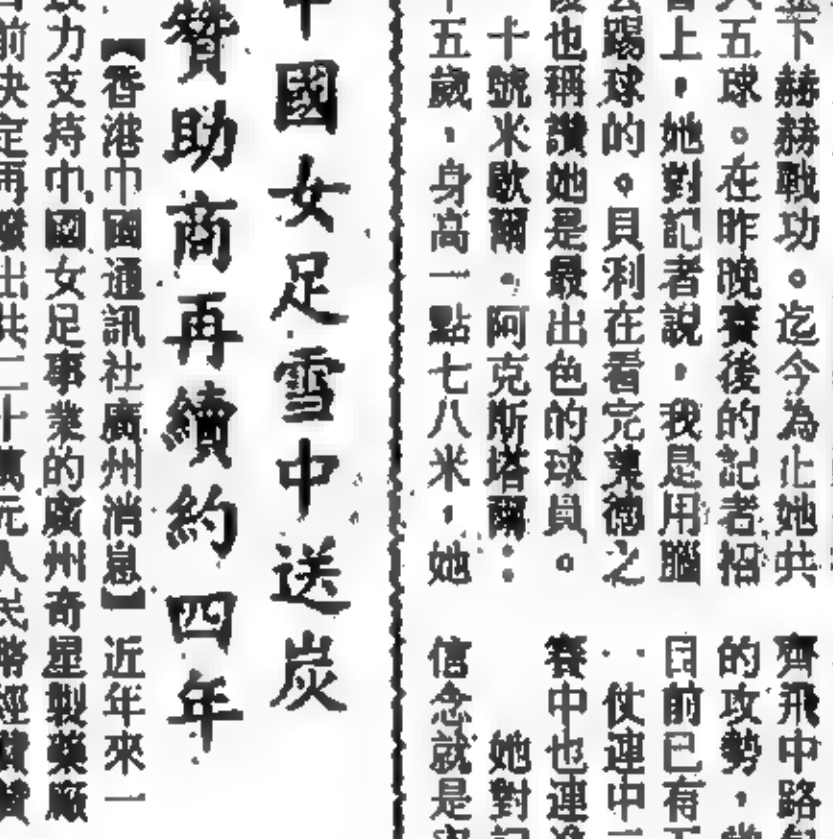 下赫赫戰功。迄今為止她共
五球。在昨晚賽後的記者招
上，她對記者說，我是用腦
踢球的。貝利在看完葉德之
也稱讚她是最出色的球員。
十號米歇爾。阿克斯塔爾：
五歲，身高一點七八米，她
齊飛中路
的攻勢，
目前已有
一仗連中
賽中也連
她對記
信念就是
中國女足雪中送炭
贊助商再續約四年
【香港中國通訊社廣州消息】近年來一
力支持中國女足事業的廣州奇星製藥廠
前決定再撥出共二十萬元人民幣經費贊